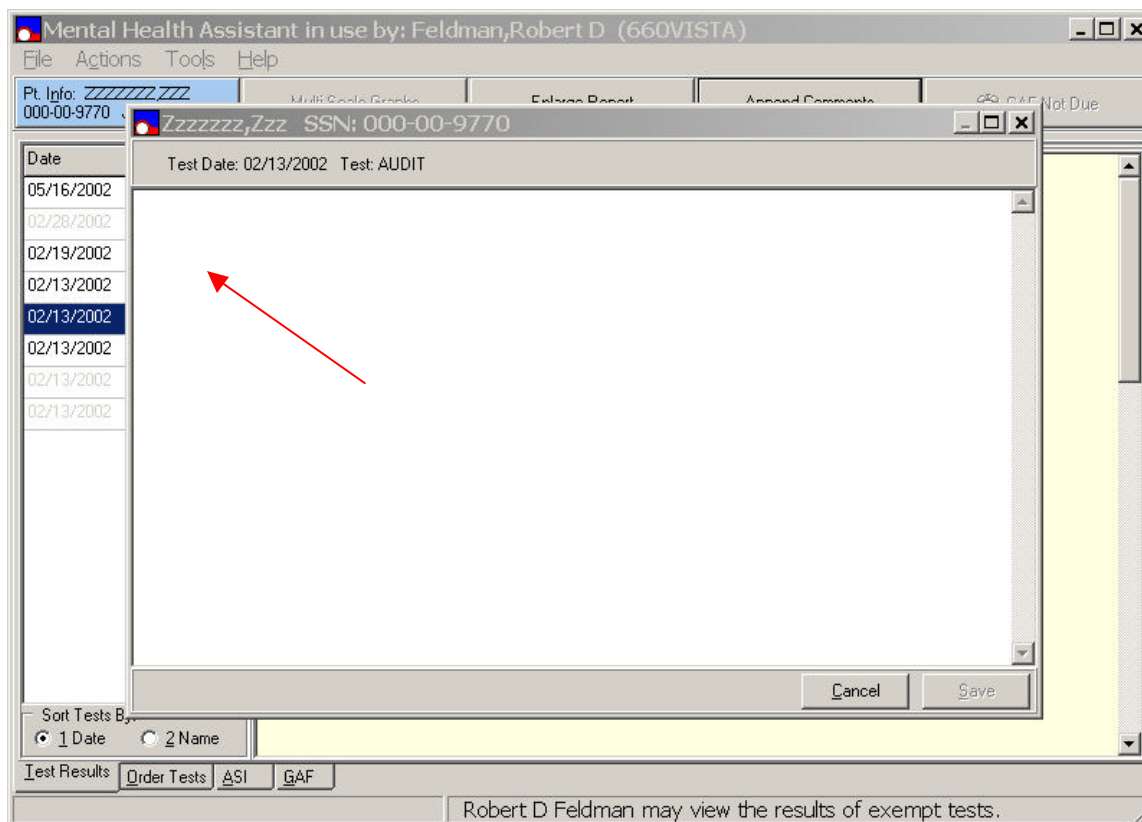 Mental Health Assistant in use by: Feldman,Robert D (660VISTA)
File Actions Tools Help
Pt. Info: ZZZZZZZ,ZZZ
000-00-9770
Multi Scale Graphs Enlarge Report Append Comments GAF Not Due
Zzzzzzz,Zzz SSN: 000-00-9770
Test Date: 02/13/2002 Test: AUDIT
Date
05/16/2002
02/28/2002
02/19/2002
02/13/2002
02/13/2002
02/13/2002
02/13/2002
02/13/2002
Cancel Save
Sort Tests By:
1 Date 2 Name
Test Results Order Tests ASI GAF
Robert D Feldman may view the results of exempt tests.